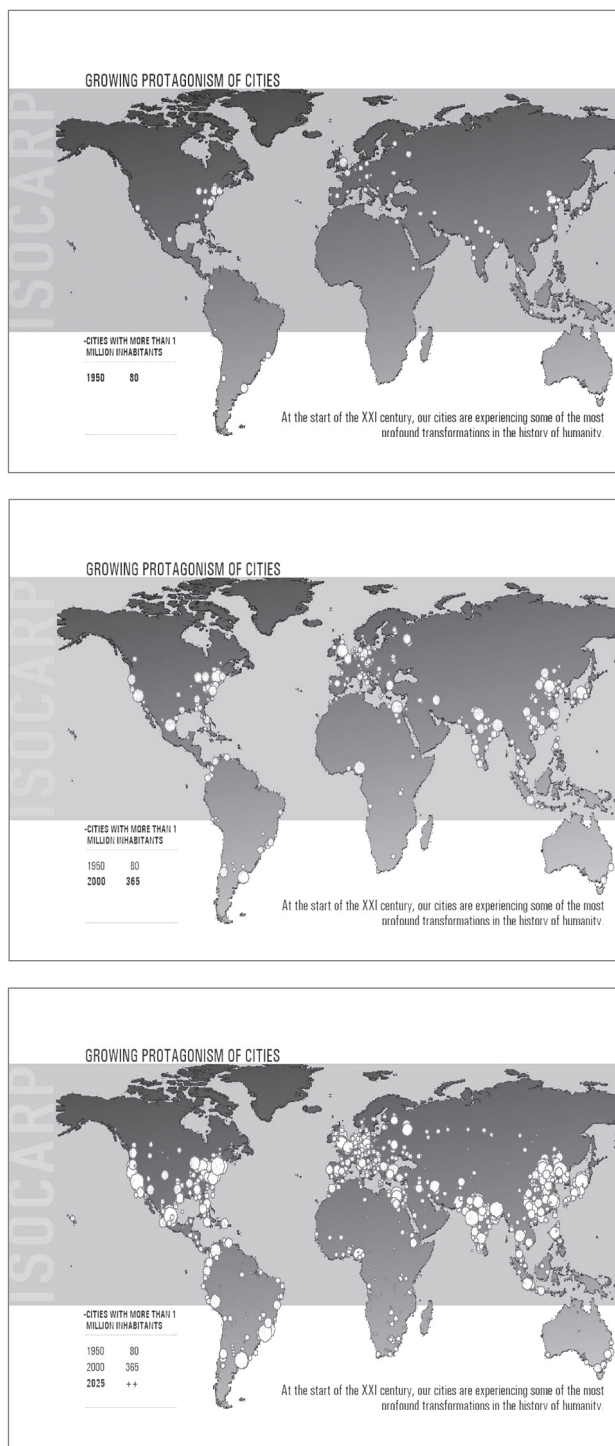 GROWING PROTAGONISM OF CITIES
ISOCARP
-CITIES WITH MORE THAN 1
MILLION INHABITANTS
1950 80
At the start of the XXI century, our cities are experiencing some of the most
profound transformations in the history of humanity.
GROWING PROTAGONISM OF CITIES
ISOCARP
-CITIES WITH MORE THAN 1
MILLION INHABITANTS
1950 80
2000 365
At the start of the XXI century, our cities are experiencing some of the most
profound transformations in the history of humanity.
GROWING PROTAGONISM OF CITIES
ISOCARP
-CITIES WITH MORE THAN 1
MILLION INHABITANTS
1950 80
2000 365
2025 ++
At the start of the XXI century, our cities are experiencing some of the most
profound transformations in the history of humanity.